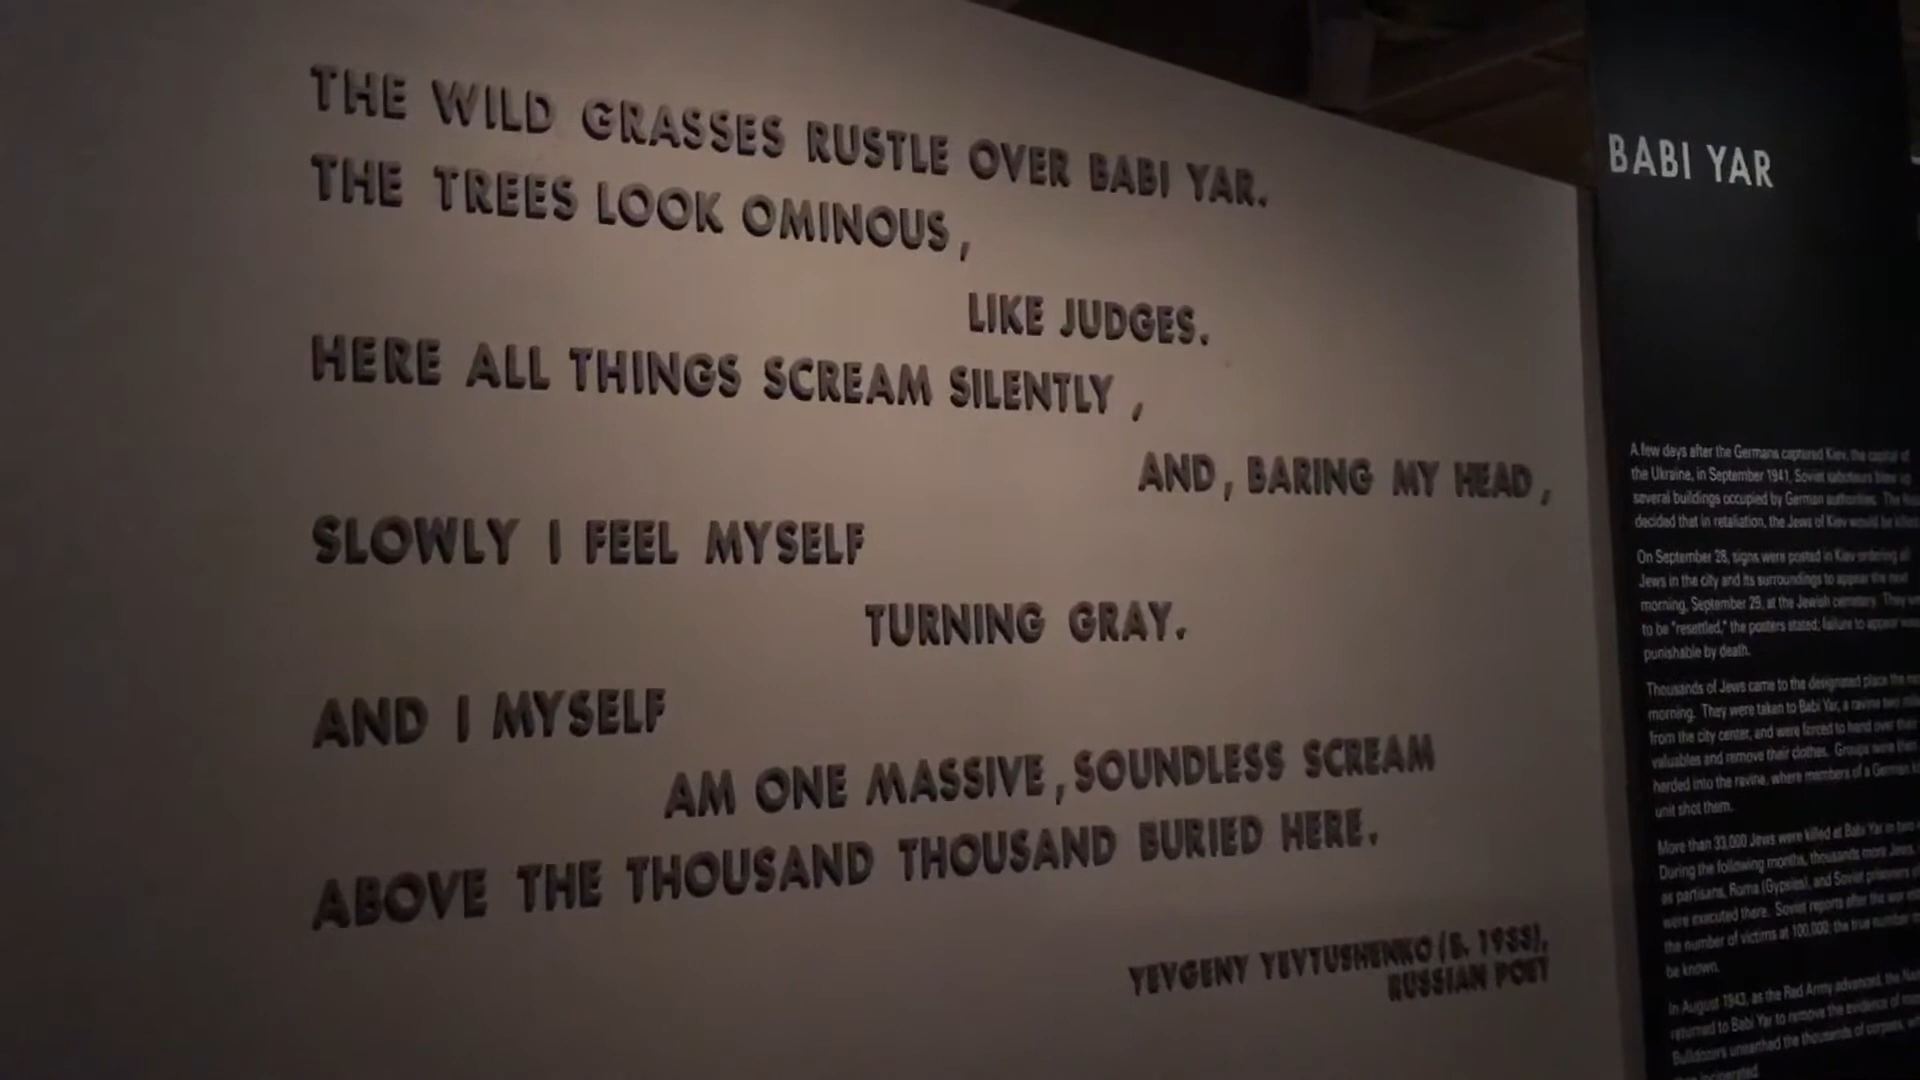 THE WILD GRASSES RUSTLE OVER BABI YAR.
THE TREES LOOK OMINOUS,
LIKE JUDGES.
HERE ALL THINGS SCREAM SILENTLY,
AND, BARING MY HEAD,
SLOWLY I FEEL MYSELF
TURNING GRAY.
AND I MYSELF
AM ONE MASSIVE, SOUNDLESS SCREAM
ABOVE THE THOUSAND THOUSAND BURIED HERE.
YEVGENY YEVTUSHENKO (B. 1933),
RUSSIAN POET
BABI YAR
A few days after the Germans captured Kiev, the capital of
the Ukraine, in September 1941, Soviet saboteurs blew up
several buildings occupied by German authorities. The
decided that in retaliation, the Jews of Kiev would be killed
On September 28, signs were posted in Kiev ordering all
Jews in the city and its surroundings to appear the next
morning, September 29, at the Jewish cemetery. They
to be "resettled," the posters stated; failure to appear
punishable by death.
Thousands of Jews came to the designated place the
morning. They were taken to Babi Yar, a ravine two
from the city center, and were forced to hand over their
valuables and remove their clothes. Groups were then
herded into the ravine, where members of a German
unit shot them.
More than 33,000 Jews were killed at Babi Yar in two
During the following months, thousands more Jews,
as partisans, Roma (Gypsies), and Soviet prisoners
were executed there. Soviet reports after the war
the number of victims at 100,000; the true number
be known.
In August 1943, as the Red Army advanced, the
returned to Babi Yar to remove the evidence of
Bulldozers unearthed the thousands of corpses,
incinerated